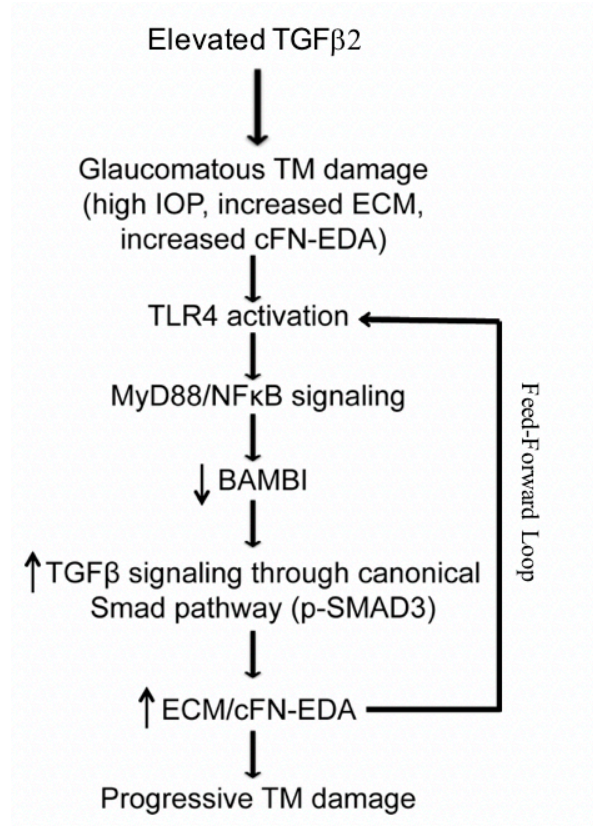 Elevated TGFβ2
Glaucomatous TM damage
(high IOP, increased ECM,
increased cFN-EDA)
TLR4 activation
MyD88/NFκB signaling
↓ BAMBI
↑TGFβ signaling through canonical
Smad pathway (p-SMAD3)
↑ ECM/cFN-EDA
Progressive TM damage
Feed-Forward Loop